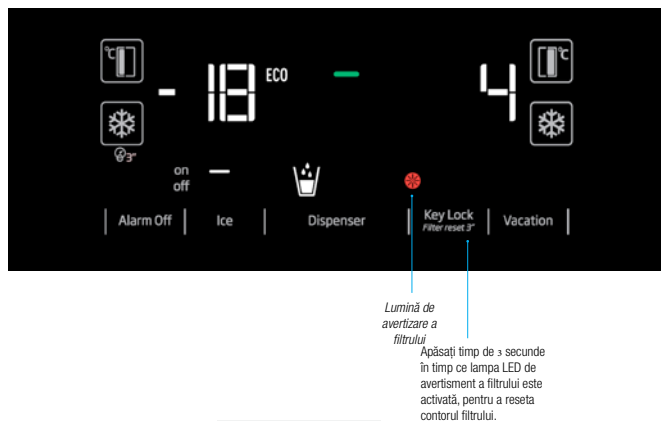 °C
°C
- 18 ECO
4
3"
on
off
Alarm Off
Ice
Dispenser
Key Lock
Filter reset 3"
Vacation
Lumină de
avertizare a
filtrului
Apăsați timp de 3 secunde
în timp ce lampa LED de
avertisment a filtrului este
activată, pentru a reseta
contorul filtrului.